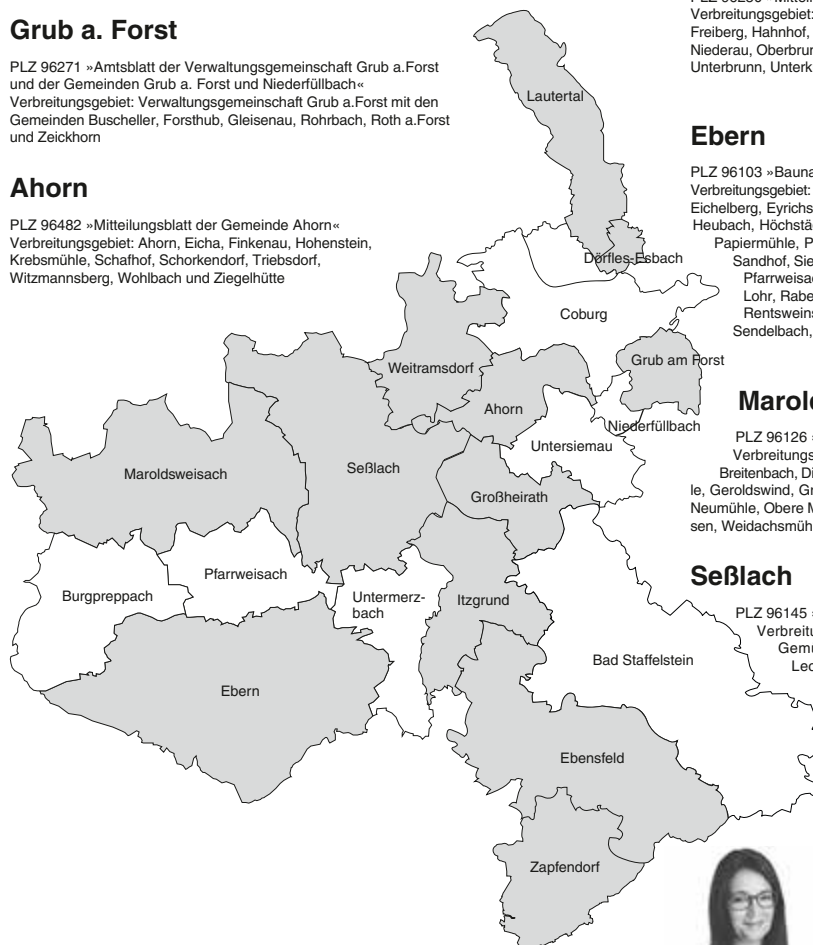 Grub a. Forst
PLZ 96271 »Amtsblatt der Verwaltungsgemeinschaft Grub a.Forst
und der Gemeinden Grub a. Forst und Niederfüllbach«
Verbreitungsgebiet: Verwaltungsgemeinschaft Grub a.Forst mit den
Gemeinden Buscheller, Forsthub, Gleisenau, Rohrbach, Roth a.Forst
und Zeickhorn
Ahorn
PLZ 96482 »Mitteilungsblatt der Gemeinde Ahorn«
Verbreitungsgebiet: Ahorn, Eicha, Finkenau, Hohenstein,
Krebsmühle, Schafhof, Schorkendorf, Triebsdorf,
Witzmannsberg, Wohlbach und Ziegelhütte
Verbreitungsgebiet:
Freiberg, Hahnhof,
Niederau, Oberbrun
Unterbrunn, Unterk
Ebern
PLZ 96103 »Bauna
Verbreitungsgebiet:
Eichelberg, Eyrichs
Heubach, Höchstä
Papiermühle, P
Sandhof, Sie
Pfarrweisac
Lohr, Rabe
Rentsweins
Sendelbach,
Marol
PLZ 96126
Verbreitungs
Breitenbach, Di
le, Geroldswind, Gr
Neumühle, Obere M
sen, Weidachsmüh
Seßlach
PLZ 96145
Verbreitu
Gemü
Lec
Lautertal
Dörfles-Esbach
Coburg
Weitramsdorf
Grub am Forst
Ahorn
Niederfüllbach
Untersiemau
Maroldsweisach
Seßlach
Großheirath
Burgpreppach
Pfarrweisach
Untermerz-
bach
Itzgrund
Bad Staffelstein
Ebern
Ebensfeld
Zapfendorf